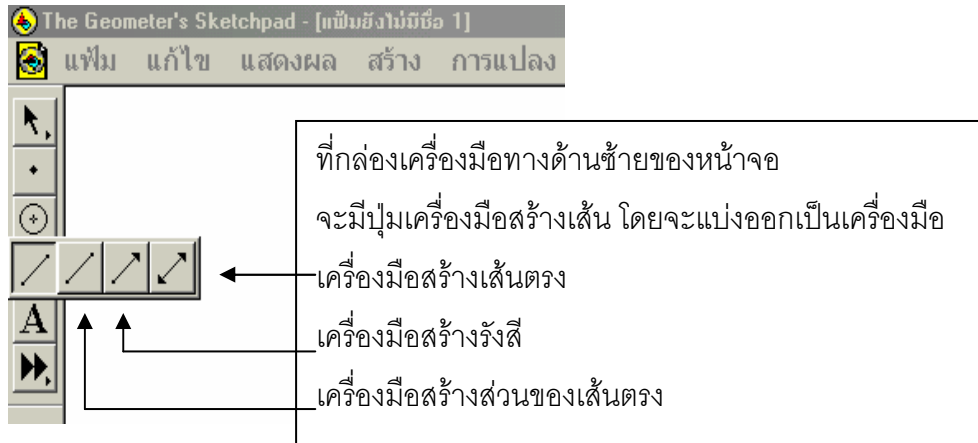 The Geometer's Sketchpad - [แฟ้มยังไม่มีชื่อ 1]
แฟ้ม แก้ไข แสดงผล สร้าง การแปลง
ที่กล่องเครื่องมือทางด้านซ้ายของหน้าจอ
จะมีปุ่มเครื่องมือสร้างเส้น โดยจะแบ่งออกเป็นเครื่องมือ
เครื่องมือสร้างเส้นตรง
A
เครื่องมือสร้างรังสี
เครื่องมือสร้างส่วนของเส้นตรง